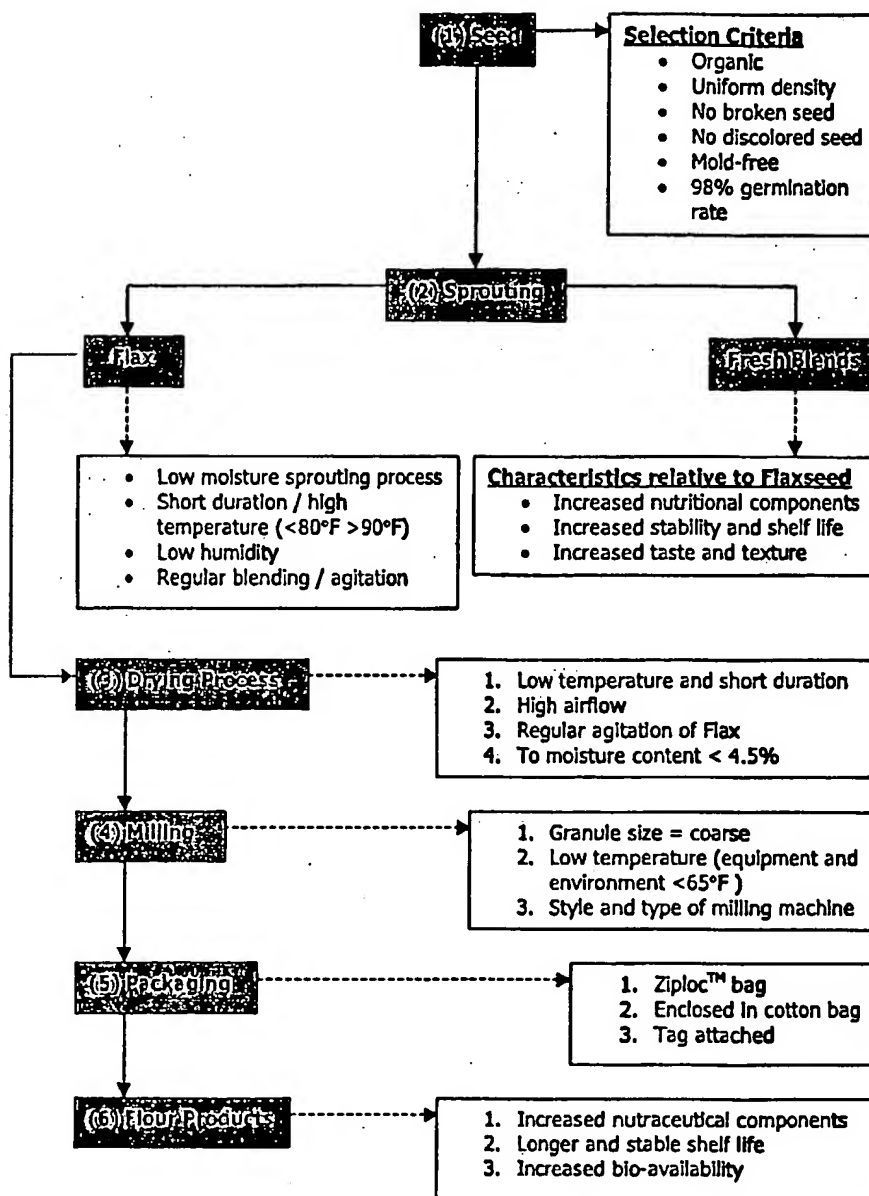 (1) Seed
Selection Criteria
• Organic
• Uniform density
• No broken seed
• No discolored seed
• Mold-free
• 98% germination
rate
(2) Sprouting
Flax
Fresh Blends
• Low moisture sprouting process
• Short duration / high
temperature (<80°F >90°F)
• Low humidity
• Regular blending / agitation
Characteristics relative to Flaxseed
• Increased nutritional components
• Increased stability and shelf life
• Increased taste and texture
(3) Drying Process
1. Low temperature and short duration
2. High airflow
3. Regular agitation of Flax
4. To moisture content < 4.5%
(4) Milling
1. Granule size = coarse
2. Low temperature (equipment and
environment <65°F )
3. Style and type of milling machine
(5) Packaging
1. Ziploc™ bag
2. Enclosed in cotton bag
3. Tag attached
(6) Flour Products
1. Increased nutraceutical components
2. Longer and stable shelf life
3. Increased bio-availability